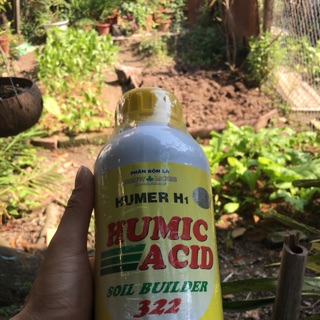 PHÂN BÓN LÁ
HUMER H1
HUMIC
ACID
SOIL BUILDER
322